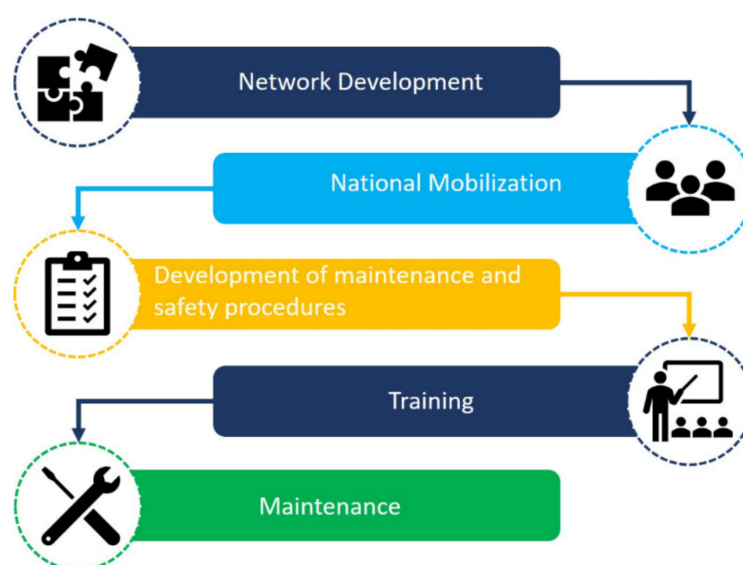 Network Development
National Mobilization
Development of maintenance and
safety procedures
Training
Maintenance